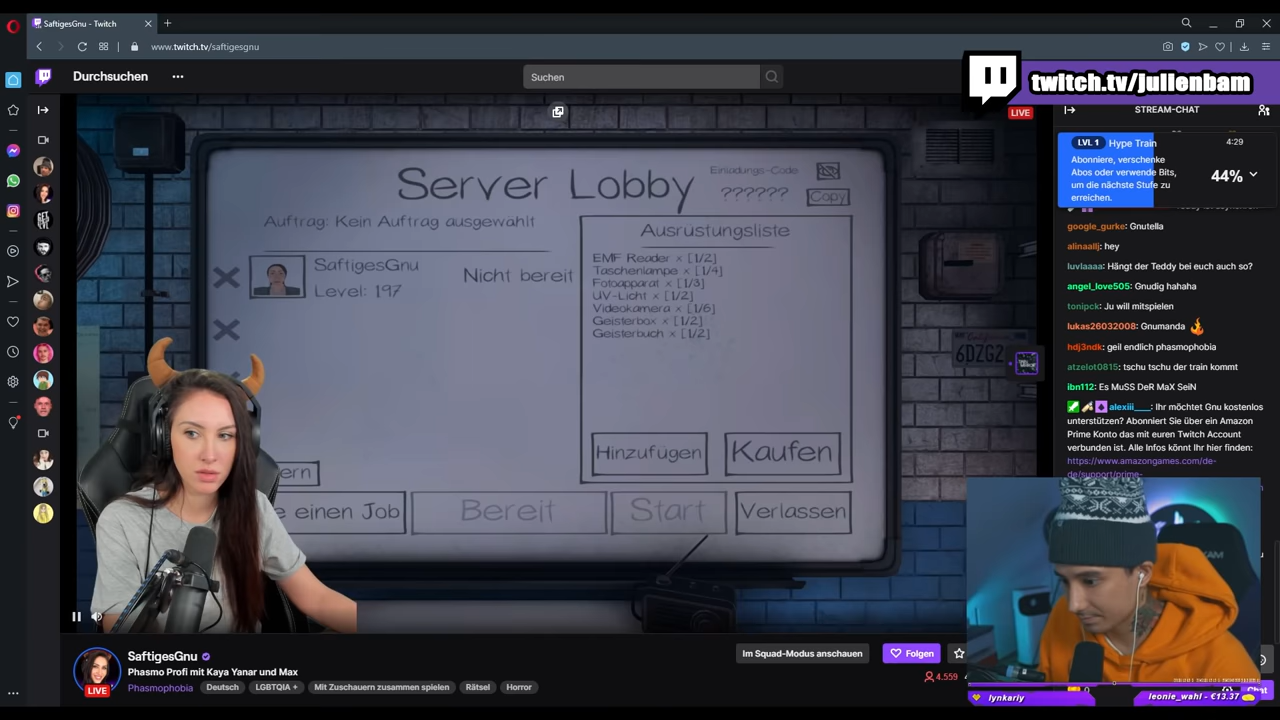 SaftigesGnu - Twitch
www.twitch.tv/saftigesgnu
Durchsuchen
Suchen
twitch.tv/julienbam
LIVE
STREAM-CHAT
LVL 1 Hype Train 4:29
Abonniere, verschenke
Abos oder verwende Bits,
um die nächste Stufe zu
erreichen.
44%
google_gurke: Gnutella
alinaallj: hey
luvlaaaa: Hängt der Teddy bei euch auch so?
angel_love505: Gnudig hahaha
tonipck: Ju will mitspielen
lukas26032008: Gnumanda
hdj3ndk: geil endlich phasmophobia
atzelot0815: tschu tschu der train kommt
ibn112: Es MuSS DeR MaX SeiN
alexiii____: Ihr möchtet Gnu kostenlos
unterstützen? Abonniert Sie über ein Amazon
Prime Konto das mit euren Twitch Account
verbunden ist. Alle Infos könnt Ihr hier finden:
https://www.amazongames.com/de-
de/support/prime-
Server Lobby
Einladungs-Code
??????
Copy
Auftrag: Kein Auftrag ausgewählt
SaftigesGnu
Level: 197
Nicht bereit
Ausrüstungsliste
EMF Reader x [1/2]
Taschenlampe x [1/4]
Fotoapparat x [1/3]
UV-Licht x [1/2]
Videokamera x [1/6]
Geisterbox x [1/2]
Geisterbuch x [1/2]
Hinzufügen
Kaufen
ern
e einen Job
Bereit
Start
Verlassen
6DZG2
SaftigesGnu
Phasmo Profi mit Kaya Yanar und Max
Phasmophobia Deutsch LGBTQIA + Mit Zuschauern zusammen spielen Rätsel Horror
LIVE
Im Squad-Modus anschauen
Folgen
4.559
lynkariy
leonie_wahl - €13.37
Chat